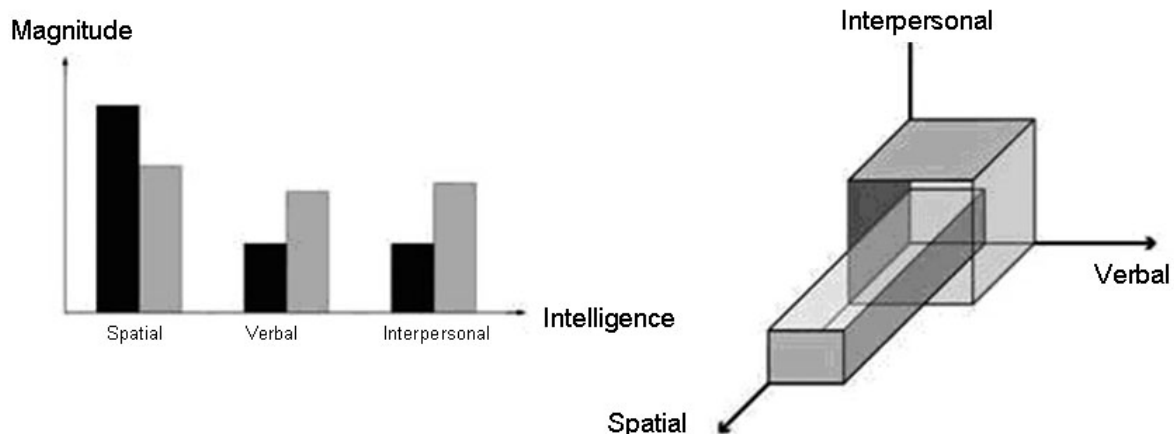 Magnitude
Spatial
Verbal
Interpersonal
Intelligence
Interpersonal
Verbal
Spatial